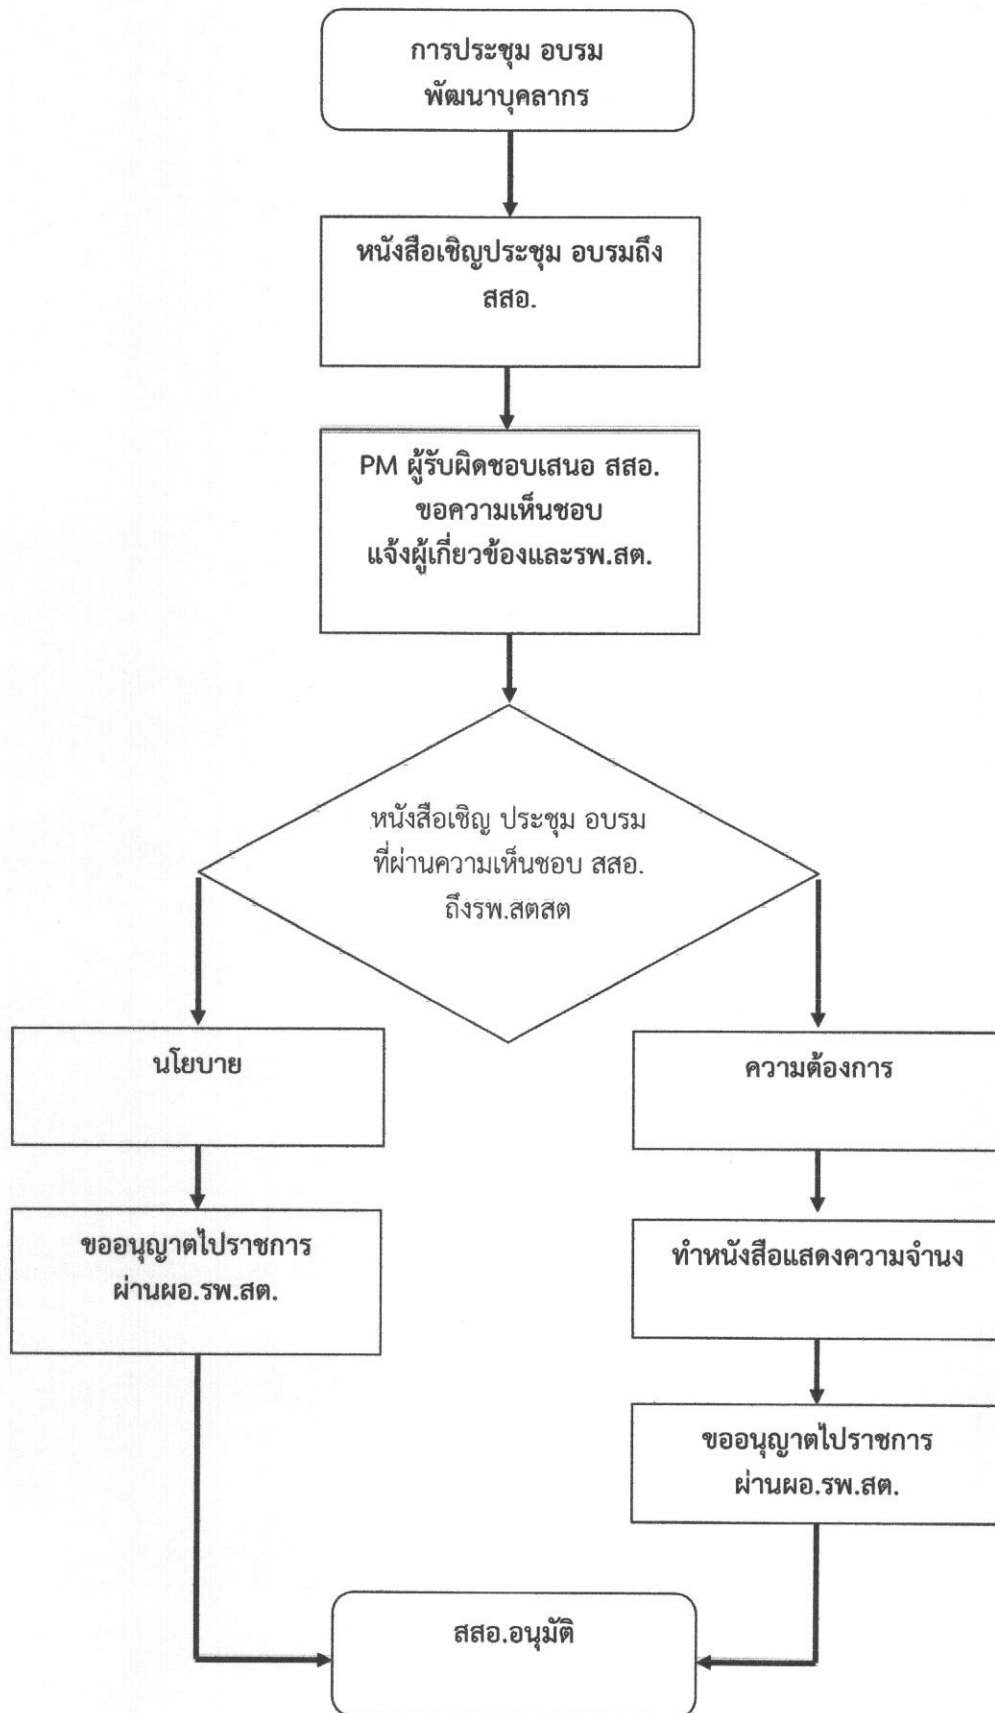 การประชุม อบรม
พัฒนาบุคลากร
หนังสือเชิญประชุม อบรมถึง
สสอ.
PM ผู้รับผิดชอบเสนอ สสอ.
ขอความเห็นชอบ
แจ้งผู้เกี่ยวข้องและรพ.สต.
หนังสือเชิญ ประชุม อบรม
ที่ผ่านความเห็นชอบ สสอ.
ถึงรพ.สตสต
นโยบาย
ความต้องการ
ขออนุญาตไปราชการ
ผ่านผอ.รพ.สต.
ทำหนังสือแสดงความจำนง
ขออนุญาตไปราชการ
ผ่านผอ.รพ.สต.
สสอ.อนุมัติ